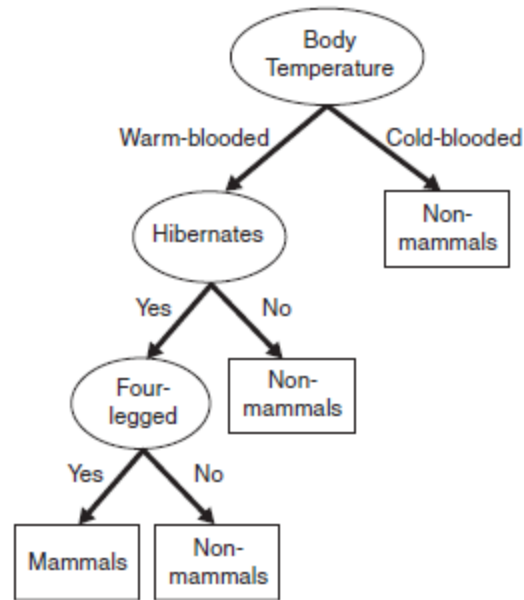 Body
Temperature
Warm-blooded
Cold-blooded
Hibernates
Non-
mammals
Yes
No
Four-
legged
Non-
mammals
Yes
No
Mammals
Non-
mammals